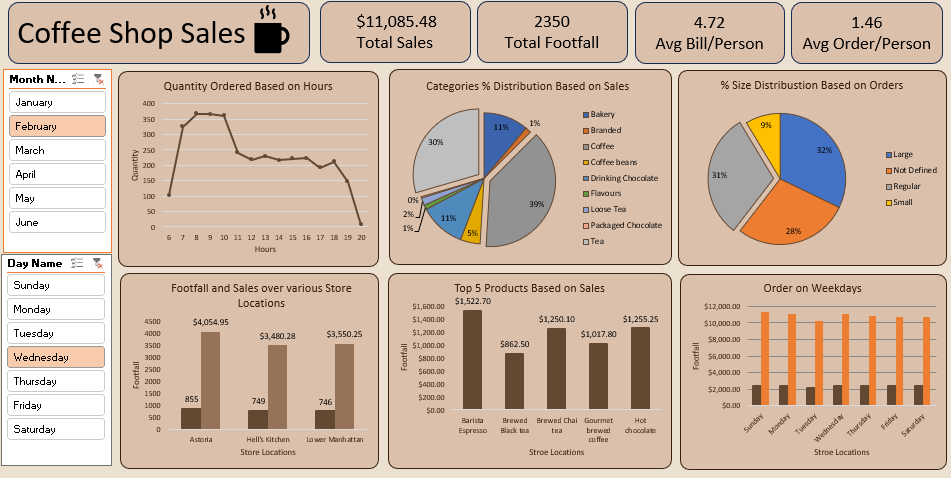 Coffee Shop Sales
$11,085.48
Total Sales
2350
Total Footfall
4.72
Avg Bill/Person
1.46
Avg Order/Person
Month N...
January
February
March
April
May
June
Day Name
Sunday
Monday
Tuesday
Wednesday
Thursday
Friday
Saturday
Quantity Ordered Based on Hours
Quantity
400
350
300
250
200
150
100
50
0
6 7 8 9 10 11 12 13 14 15 16 17 18 19 20
Hours
Categories % Distribution Based on Sales
11%
1%
39%
5%
11%
1%
2%
0%
30%
Bakery
Branded
Coffee
Coffee beans
Drinking Chocolate
Flavours
Loose Tea
Packaged Chocolate
Tea
% Size Distribustion Based on Orders
32%
28%
31%
9%
Large
Not Defined
Regular
Small
Footfall and Sales over various Store
Locations
Footfall
4500
4000
3500
3000
2500
2000
1500
1000
500
0
$4,054.95
$3,480.28
$3,550.25
855
749
746
Astoria Hell's Kitchen Lower Manhattan
Store Locations
Top 5 Products Based on Sales
Footfall
$1,600.00
$1,400.00
$1,200.00
$1,000.00
$800.00
$600.00
$400.00
$200.00
$0.00
$1,522.70
$862.50
$1,250.10
$1,017.80
$1,255.25
Barista
Espresso
Brewed
Black tea
Brewed Chai
tea
Gourmet
brewed
coffee
Hot
chocolate
Stroe Locations
Order on Weekdays
Footfall
$12,000.00
$10,000.00
$8,000.00
$6,000.00
$4,000.00
$2,000.00
$0.00
Sunday
Monday
Tuesday
Wednesday
Thursday
Friday
Saturday
Stroe Locations